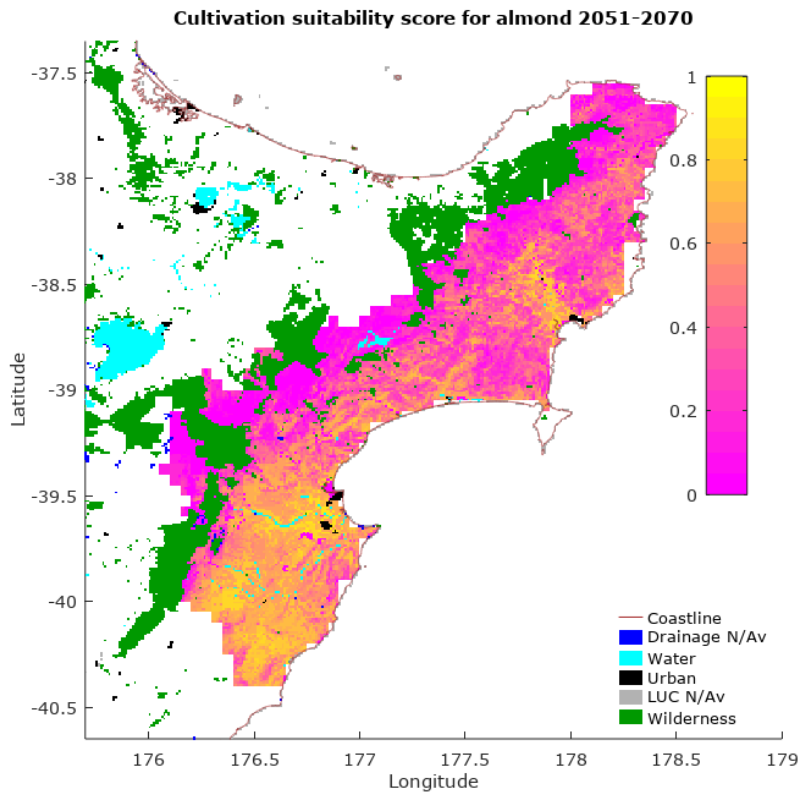 Cultivation suitability score for almond 2051-2070
-37.5
-38
-38.5
-39
-39.5
-40
-40.5
Latitude
176
176.5
177
177.5
178
178.5
179
Longitude
1
0.8
0.6
0.4
0.2
0
Coastline
Drainage N/Av
Water
Urban
LUC N/Av
Wilderness